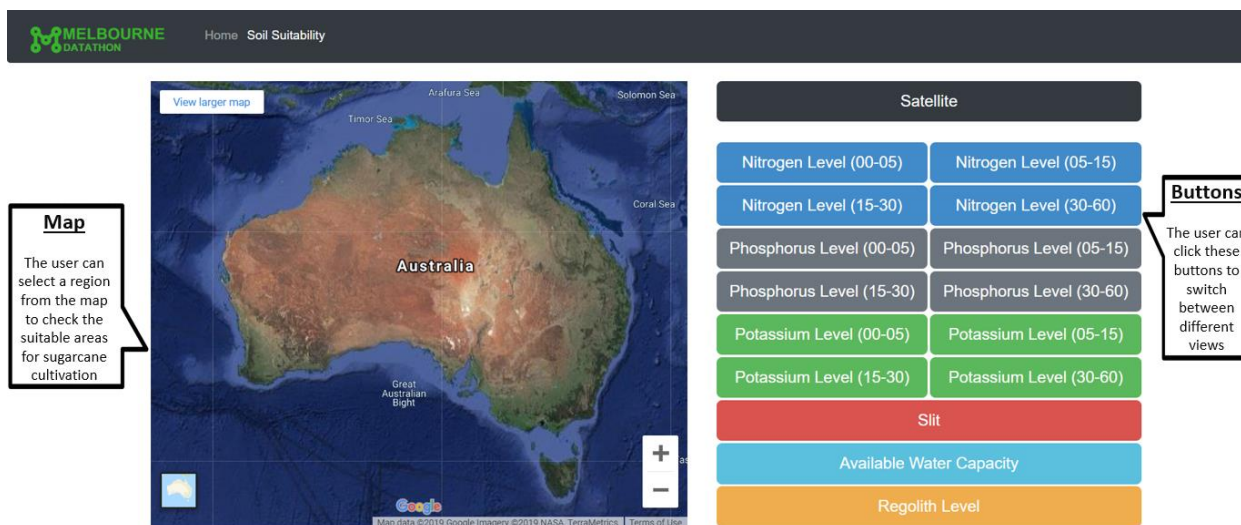 MELBOURNE
DATATHON
Home Soil Suitability
View larger map
Arafura Sea
Solomon Sea
Timor Sea
Coral Sea
Australia
Great
Australian
Bight
Google
Map data ©2019 Google Imagery ©2019 NASA, TerraMetrics
Terms of Use
Map
The user can
select a region
from the map
to check the
suitable areas
for sugarcane
cultivation
Satellite
Nitrogen Level (00-05)
Nitrogen Level (05-15)
Nitrogen Level (15-30)
Nitrogen Level (30-60)
Phosphorus Level (00-05)
Phosphorus Level (05-15)
Phosphorus Level (15-30)
Phosphorus Level (30-60)
Potassium Level (00-05)
Potassium Level (05-15)
Potassium Level (15-30)
Potassium Level (30-60)
Slit
Available Water Capacity
Regolith Level
Buttons
The user can
click these
buttons to
switch
between
different
views